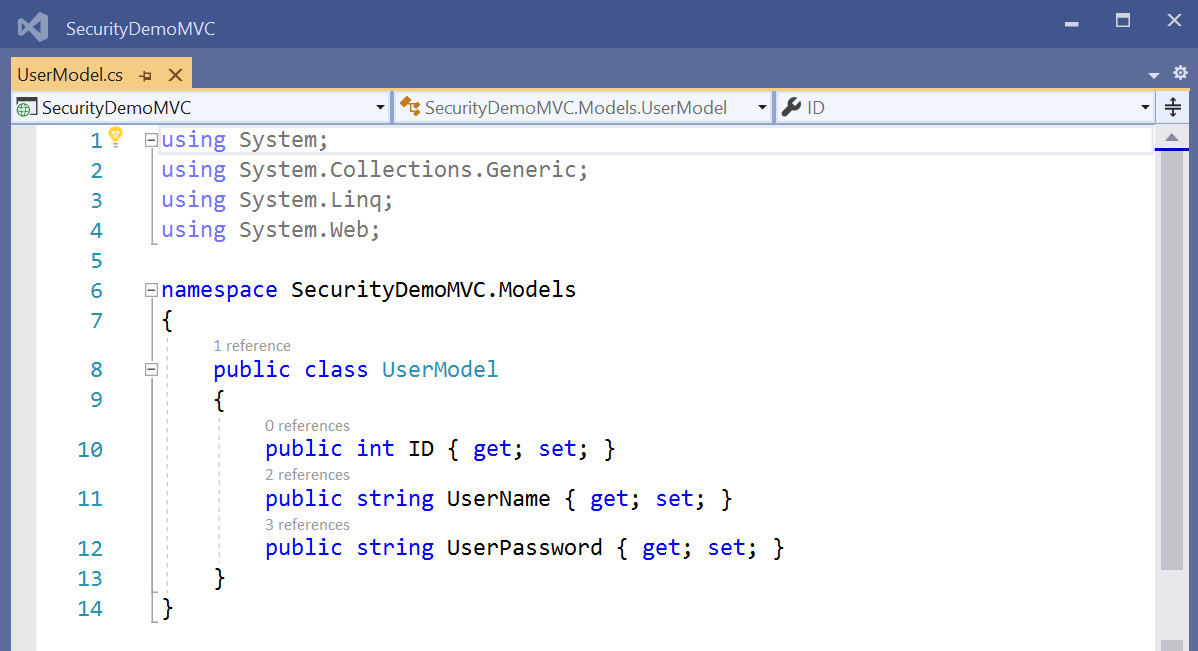 SecurityDemoMVC
UserModel.cs
SecurityDemoMVC SecurityDemoMVC.Models.UserModel ID
1 using System;
2 using System.Collections.Generic;
3 using System.Linq;
4 using System.Web;
5
6 namespace SecurityDemoMVC.Models
7 {
1 reference
8 public class UserModel
9 {
0 references
10 public int ID { get; set; }
2 references
11 public string UserName { get; set; }
3 references
12 public string UserPassword { get; set; }
13 }
14 }